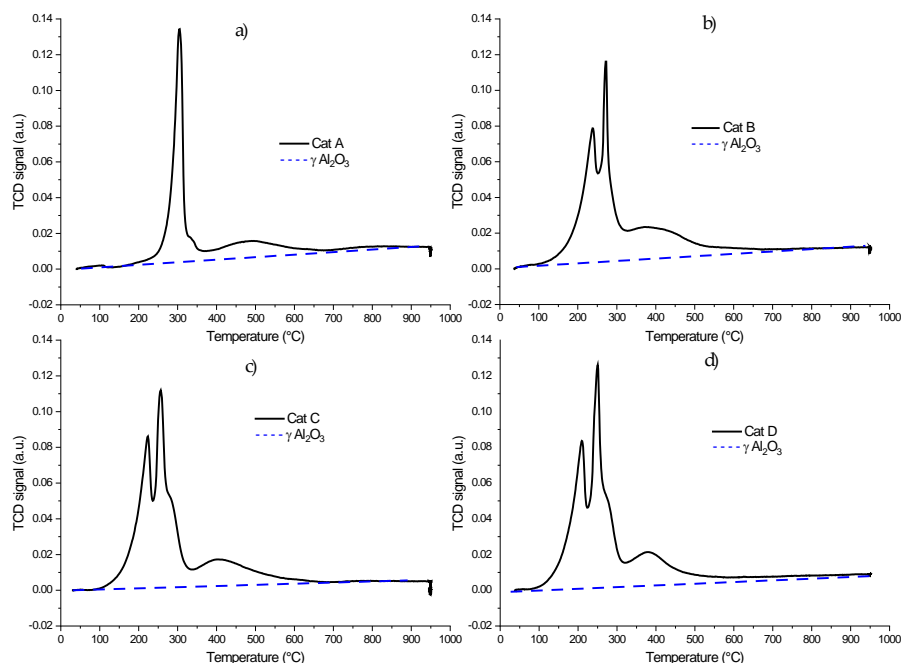 a)
0.14
0.12
0.10
0.08
0.06
0.04
0.02
0.00
-0.02
TCD signal (a.u.)
Cat A
γ Al₂O₃
0 100 200 300 400 500 600 700 800 900 1000
Temperature (°C)
b)
0.14
0.12
0.10
0.08
0.06
0.04
0.02
0.00
-0.02
TCD signal (a.u.)
Cat B
γ Al₂O₃
0 100 200 300 400 500 600 700 800 900 1000
Temperature (°C)
c)
0.14
0.12
0.10
0.08
0.06
0.04
0.02
0.00
-0.02
TCD signal (a.u.)
Cat C
γ Al₂O₃
0 100 200 300 400 500 600 700 800 900 1000
Temperature (°C)
d)
0.14
0.12
0.10
0.08
0.06
0.04
0.02
0.00
-0.02
TCD signal (a.u.)
Cat D
γ Al₂O₃
0 100 200 300 400 500 600 700 800 900 1000
Temperature (°C)